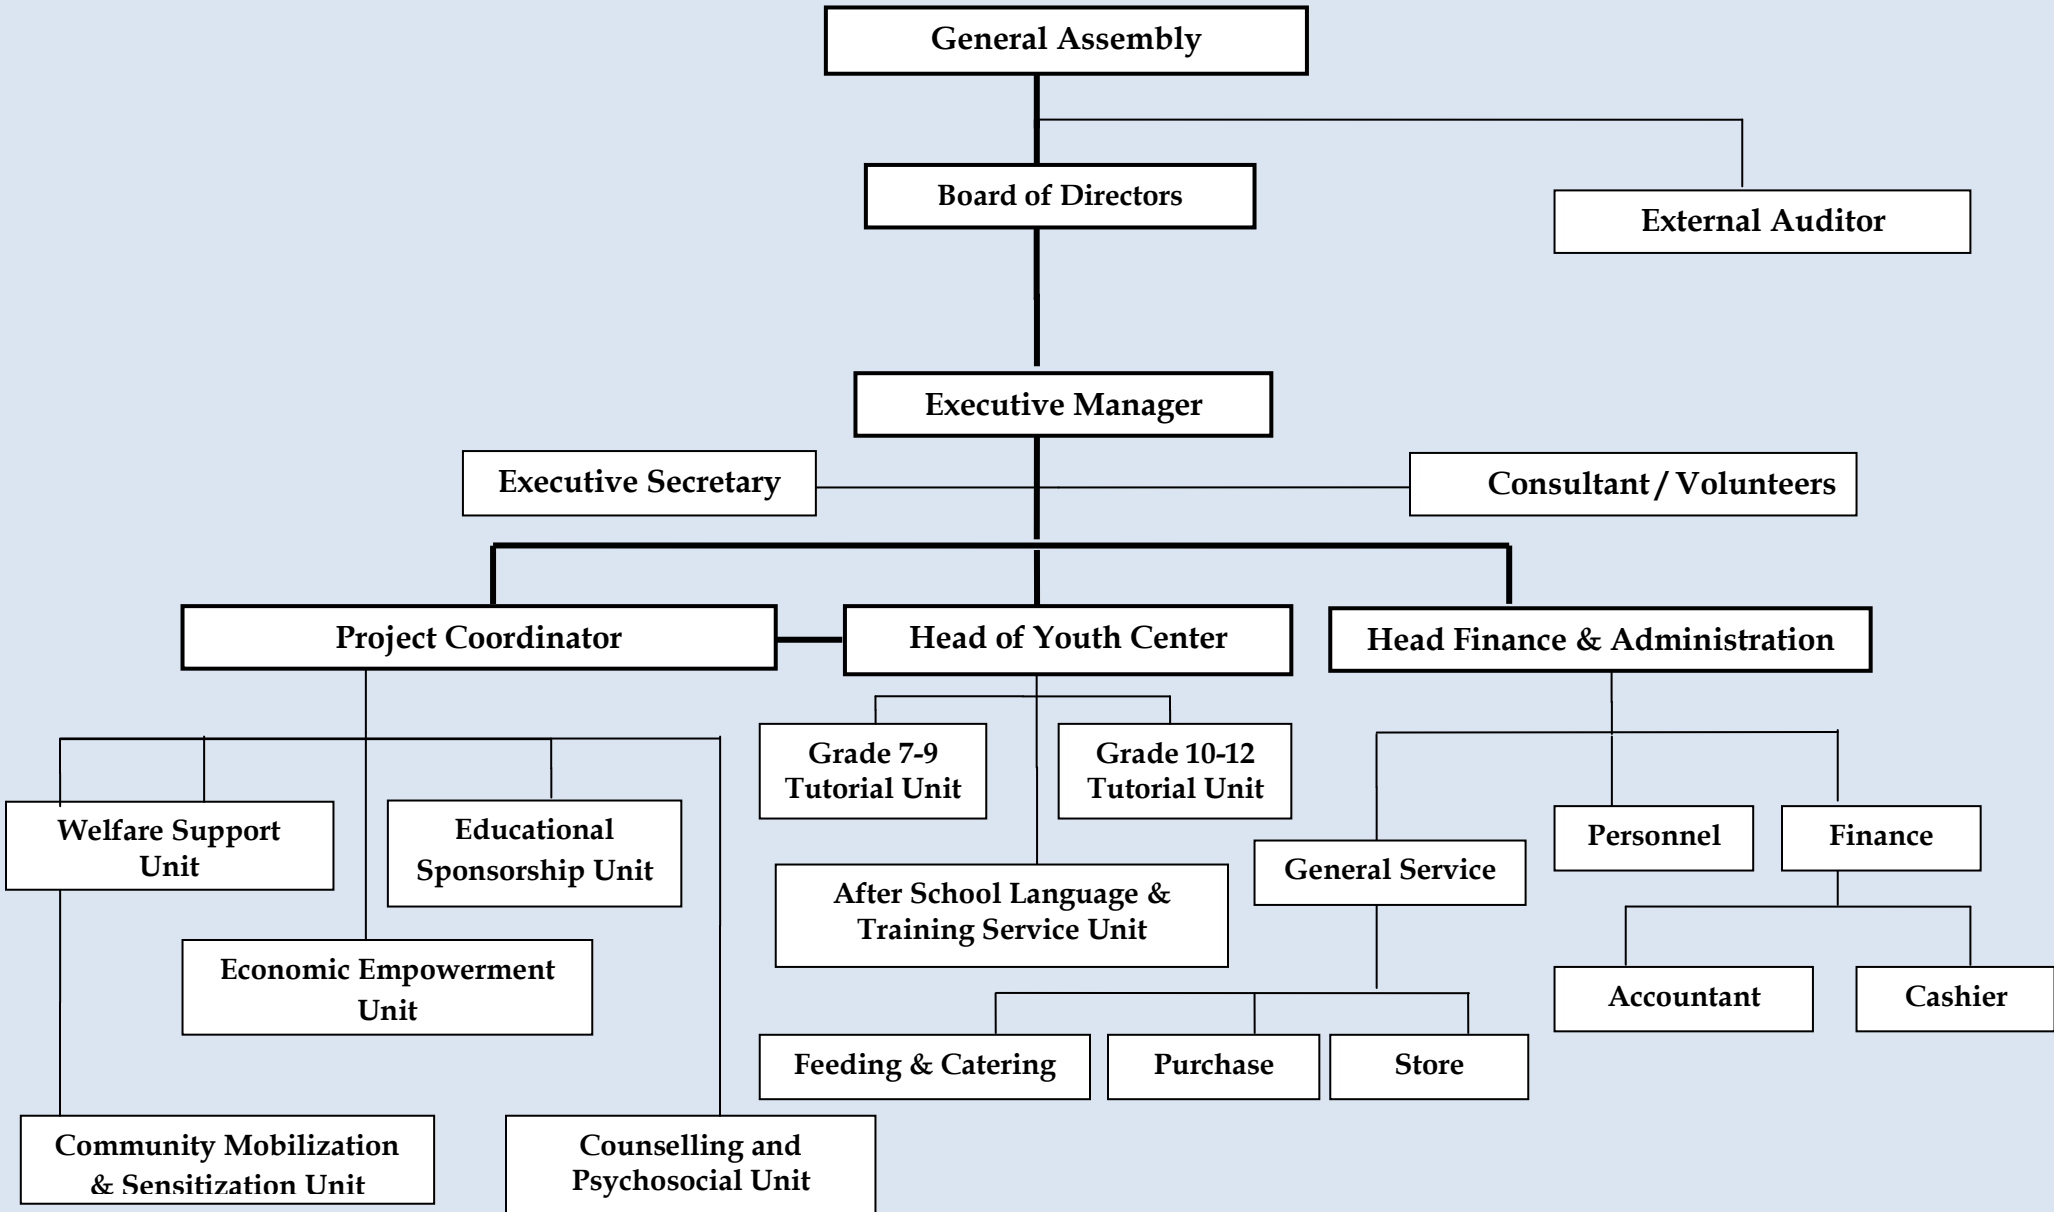 General Assembly
Board of Directors
External Auditor
Executive Manager
Executive Secretary
Consultant / Volunteers
Project Coordinator
Head of Youth Center
Head Finance & Administration
Grade 7-9
Tutorial Unit
Grade 10-12
Tutorial Unit
Welfare Support
Unit
Educational
Sponsorship Unit
Personnel
Finance
General Service
After School Language &
Training Service Unit
Economic Empowerment
Unit
Accountant
Cashier
Feeding & Catering
Purchase
Store
Community Mobilization
& Sensitization Unit
Counselling and
Psychosocial Unit